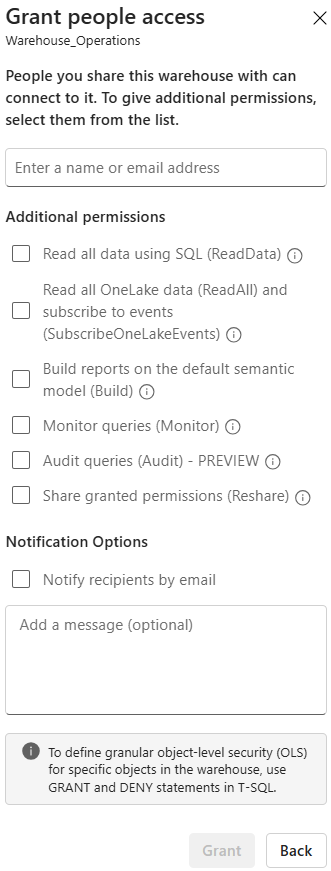 Grant people access
Warehouse_Operations
People you share this warehouse with can
connect to it. To give additional permissions,
select them from the list.
Enter a name or email address
Additional permissions
Read all data using SQL (ReadData)
Read all OneLake data (ReadAll) and
subscribe to events
(SubscribeOneLakeEvents)
Build reports on the default semantic
model (Build)
Monitor queries (Monitor)
Audit queries (Audit) - PREVIEW
Share granted permissions (Reshare)
Notification Options
Notify recipients by email
Add a message (optional)
To define granular object-level security (OLS)
for specific objects in the warehouse, use
GRANT and DENY statements in T-SQL.
Grant Back